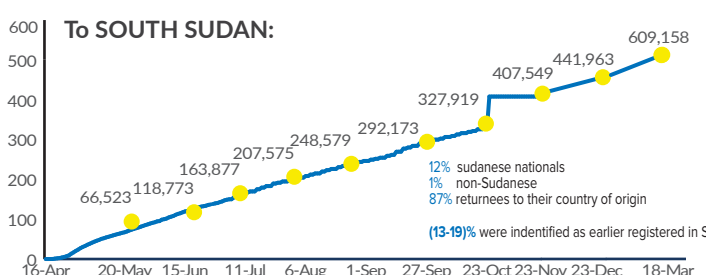 To SOUTH SUDAN:
600
500
400
300
200
100
0
66,523
118,773
163,877
207,575
248,579
292,173
327,919
407,549
441,963
609,158
12% sudanese nationals
1% non-Sudanese
87% returnees to their country of origin
(13-19)% were indentified as earlier registered in S
16-Apr 20-May 15-Jun 11-Jul 6-Aug 1-Sep 27-Sep 23-Oct 23-Nov 23-Dec 18-Mar